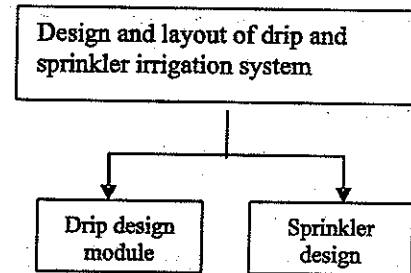 Design and layout of drip and
sprinkler irrigation system
Drip design
module
Sprinkler
design